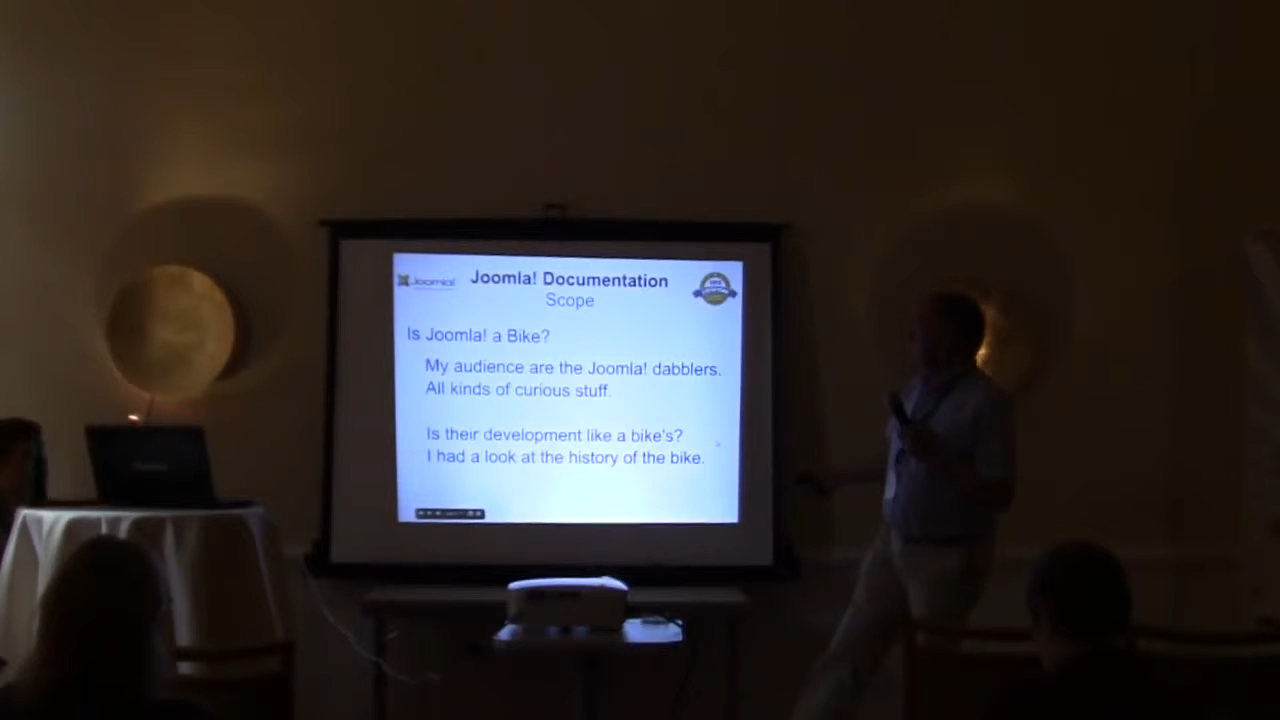 Joomla!
Joomla! Documentation
Scope
Is Joomla! a Bike?
My audience are the Joomla! dabblers.
All kinds of curious stuff.
Is their development like a bike's?
I had a look at the history of the bike.